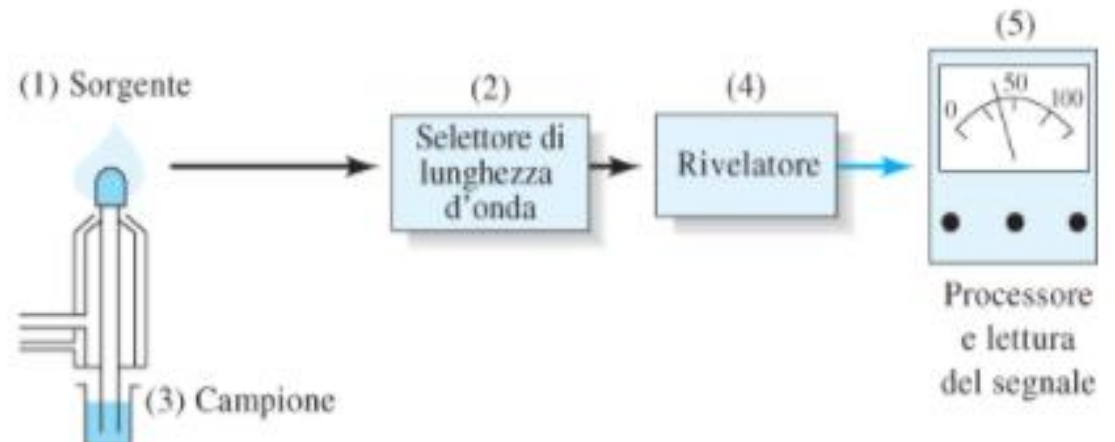 (1) Sorgente
(2)
Selettore di
lunghezza
d'onda
(4)
Rivelatore
(5)
0 50 100
Processore
e lettura
del segnale
(3) Campione